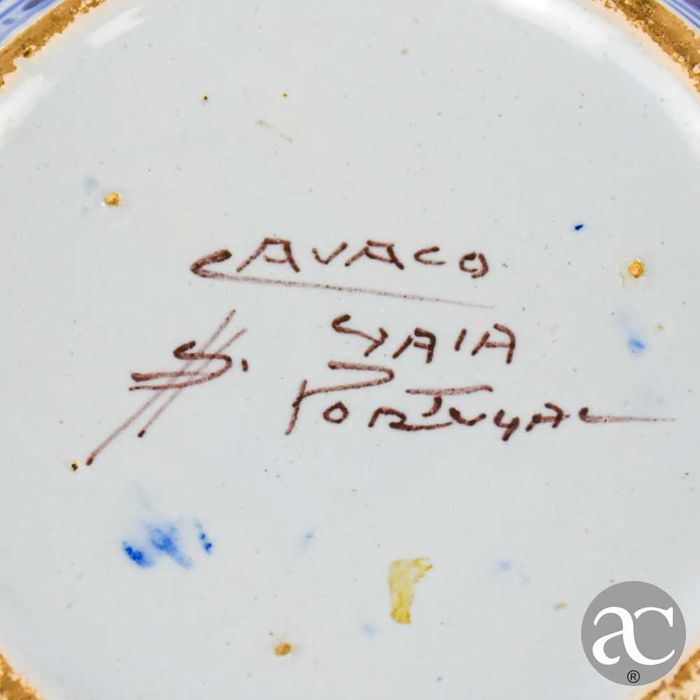 CAVACO
S. GAIA
PORTUGAL
ac
®